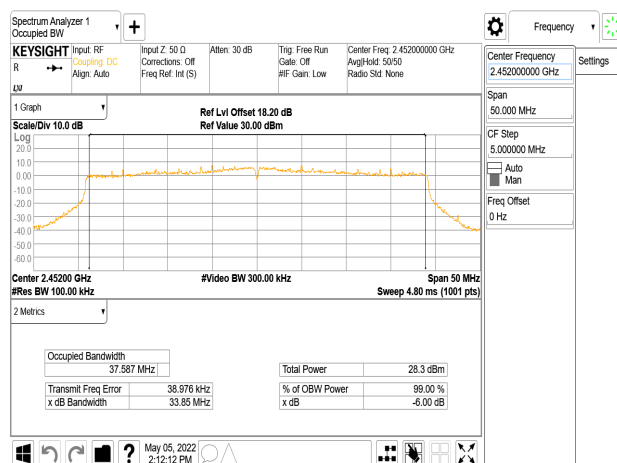 Spectrum Analyzer 1
Occupied BW
Frequency
KEYSIGHT
R
LXI
Input: RF
Coupling: DC
Align: Auto
Input Z: 50 Ω
Corrections: Off
Freq Ref: Int (S)
Atten: 30 dB
Trig: Free Run
Gate: Off
#IF Gain: Low
Center Freq: 2.452000000 GHz
Avg|Hold: 50/50
Radio Std: None
Center Frequency
2.452000000 GHz
Settings
Span
50.000 MHz
CF Step
5.000000 MHz
Auto
Man
Freq Offset
0 Hz
1 Graph
Scale/Div 10.0 dB
Ref Lvl Offset 18.20 dB
Ref Value 30.00 dBm
Log
20.0
10.00
0.00
-10.0
-20.0
-30.0
-40.0
-50.0
-60.0
Center 2.45200 GHz
#Res BW 100.00 kHz
#Video BW 300.00 kHz
Span 50 MHz
Sweep 4.80 ms (1001 pts)
2 Metrics
Occupied Bandwidth
37.587 MHz
Total Power 28.3 dBm
Transmit Freq Error 38.976 kHz
% of OBW Power 99.00 %
x dB Bandwidth 33.85 MHz
x dB -6.00 dB
?
May 05, 2022
2:12:12 PM